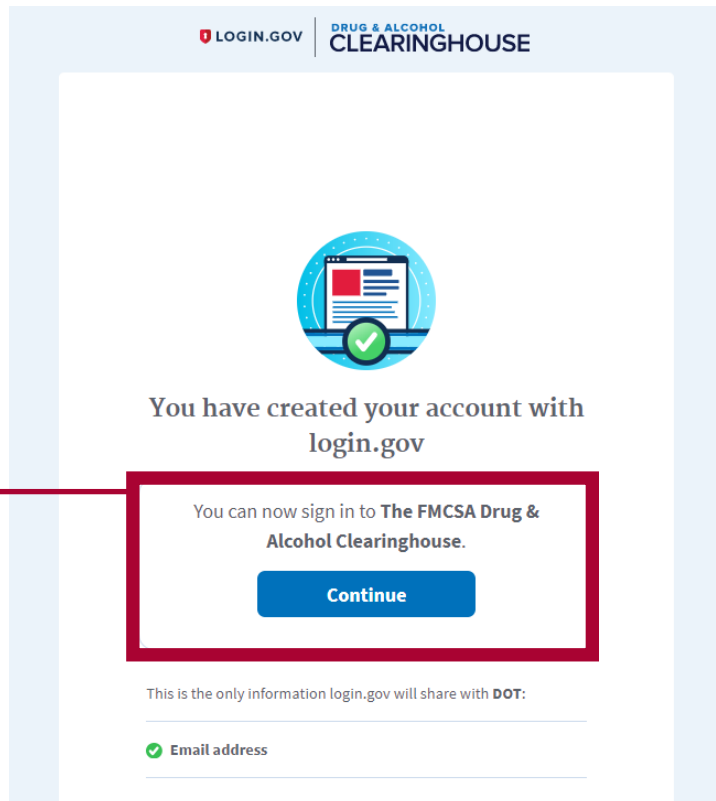 LOGIN.GOV
DRUG & ALCOHOL
CLEARINGHOUSE
You have created your account with
login.gov
You can now sign in to The FMCSA Drug &
Alcohol Clearinghouse.
Continue
This is the only information login.gov will share with DOT:
Email address